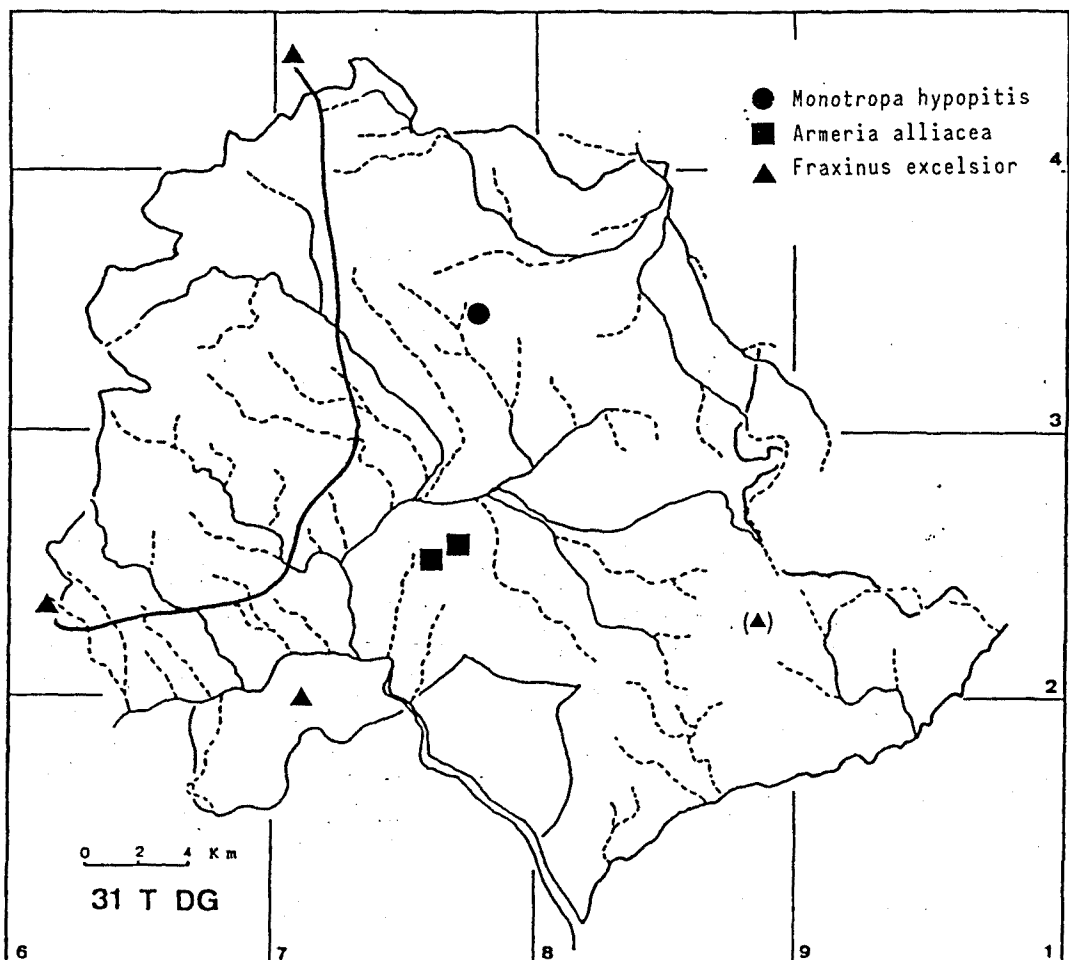 Monotropa hypopitis
Armeria alliacea
Fraxinus excelsior
4
3
2
0 2 4 Km
31 T DG
6 7 8 9 1